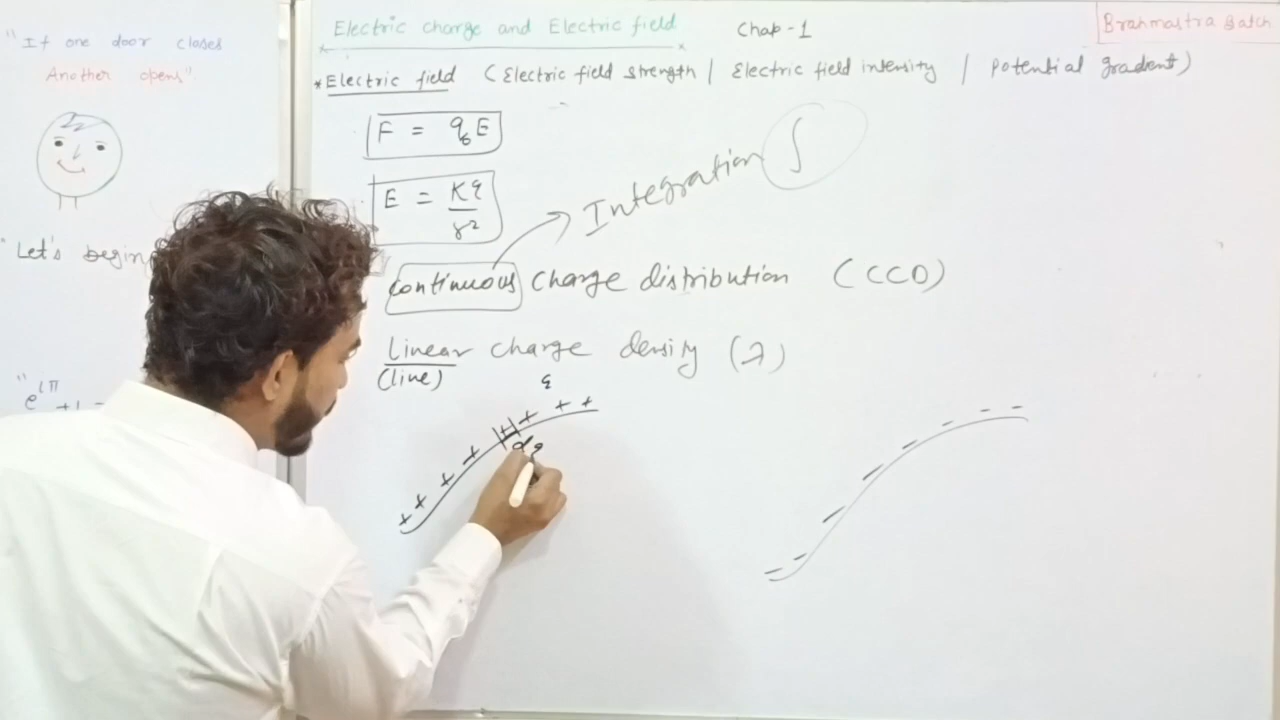 "If one door closes
Another opens"
"Let's begin
"e^iπ +1 -
Electric charge and Electric field
Chap-1
Brahmastra Batch
*Electric field (Electric field strength / Electric field intensity / Potential gradient)
F = q₀E
E = Kq/r²
Integration ∫
Continuous Charge distribution (CCD)
Linear charge density (λ)
(line)
q
+ + + + + + + + +
dq
- - - - - - - - -